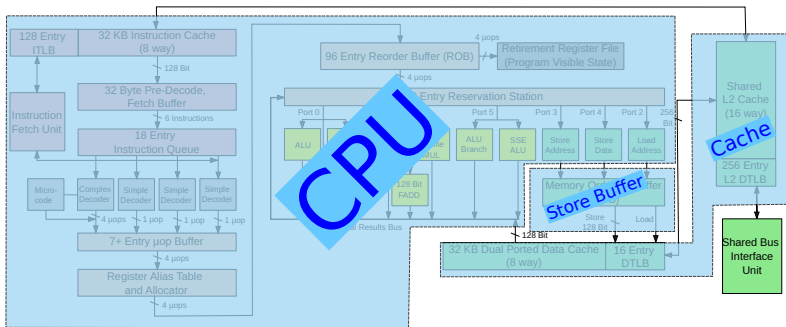 128 Entry
ITLB
32 KB Instruction Cache
(8 way)
128 Bit
32 Byte Pre-Decode,
Fetch Buffer
Instruction
Fetch Unit
6 Instructions
18 Entry
Instruction Queue
Micro-
code
Complex
Decoder
Simple
Decoder
Simple
Decoder
Simple
Decoder
4 µops
1 µop
1 µop
1 µop
7+ Entry µop Buffer
4 µops
Register Alias Table
and Allocator
4 µops
96 Entry Reorder Buffer (ROB)
4 µops
Retirement Register File
(Program Visible State)
4 µops
Entry Reservation Station
Port 0
Port 5
Port 3
Port 4
Port 2
ALU
MUL
ALU
Branch
SSE
ALU
Store
Address
Store
Data
Load
Address
128 Bit
FADD
CPU
Results Bus
128 Bit
256
Bit
Memory
Store Buffer
Store
128 Bit
Load
32 KB Dual Ported Data Cache
(8 way)
16 Entry
DTLB
Shared
L2 Cache
(16 way)
Cache
256 Entry
L2 DTLB
Shared Bus
Interface
Unit